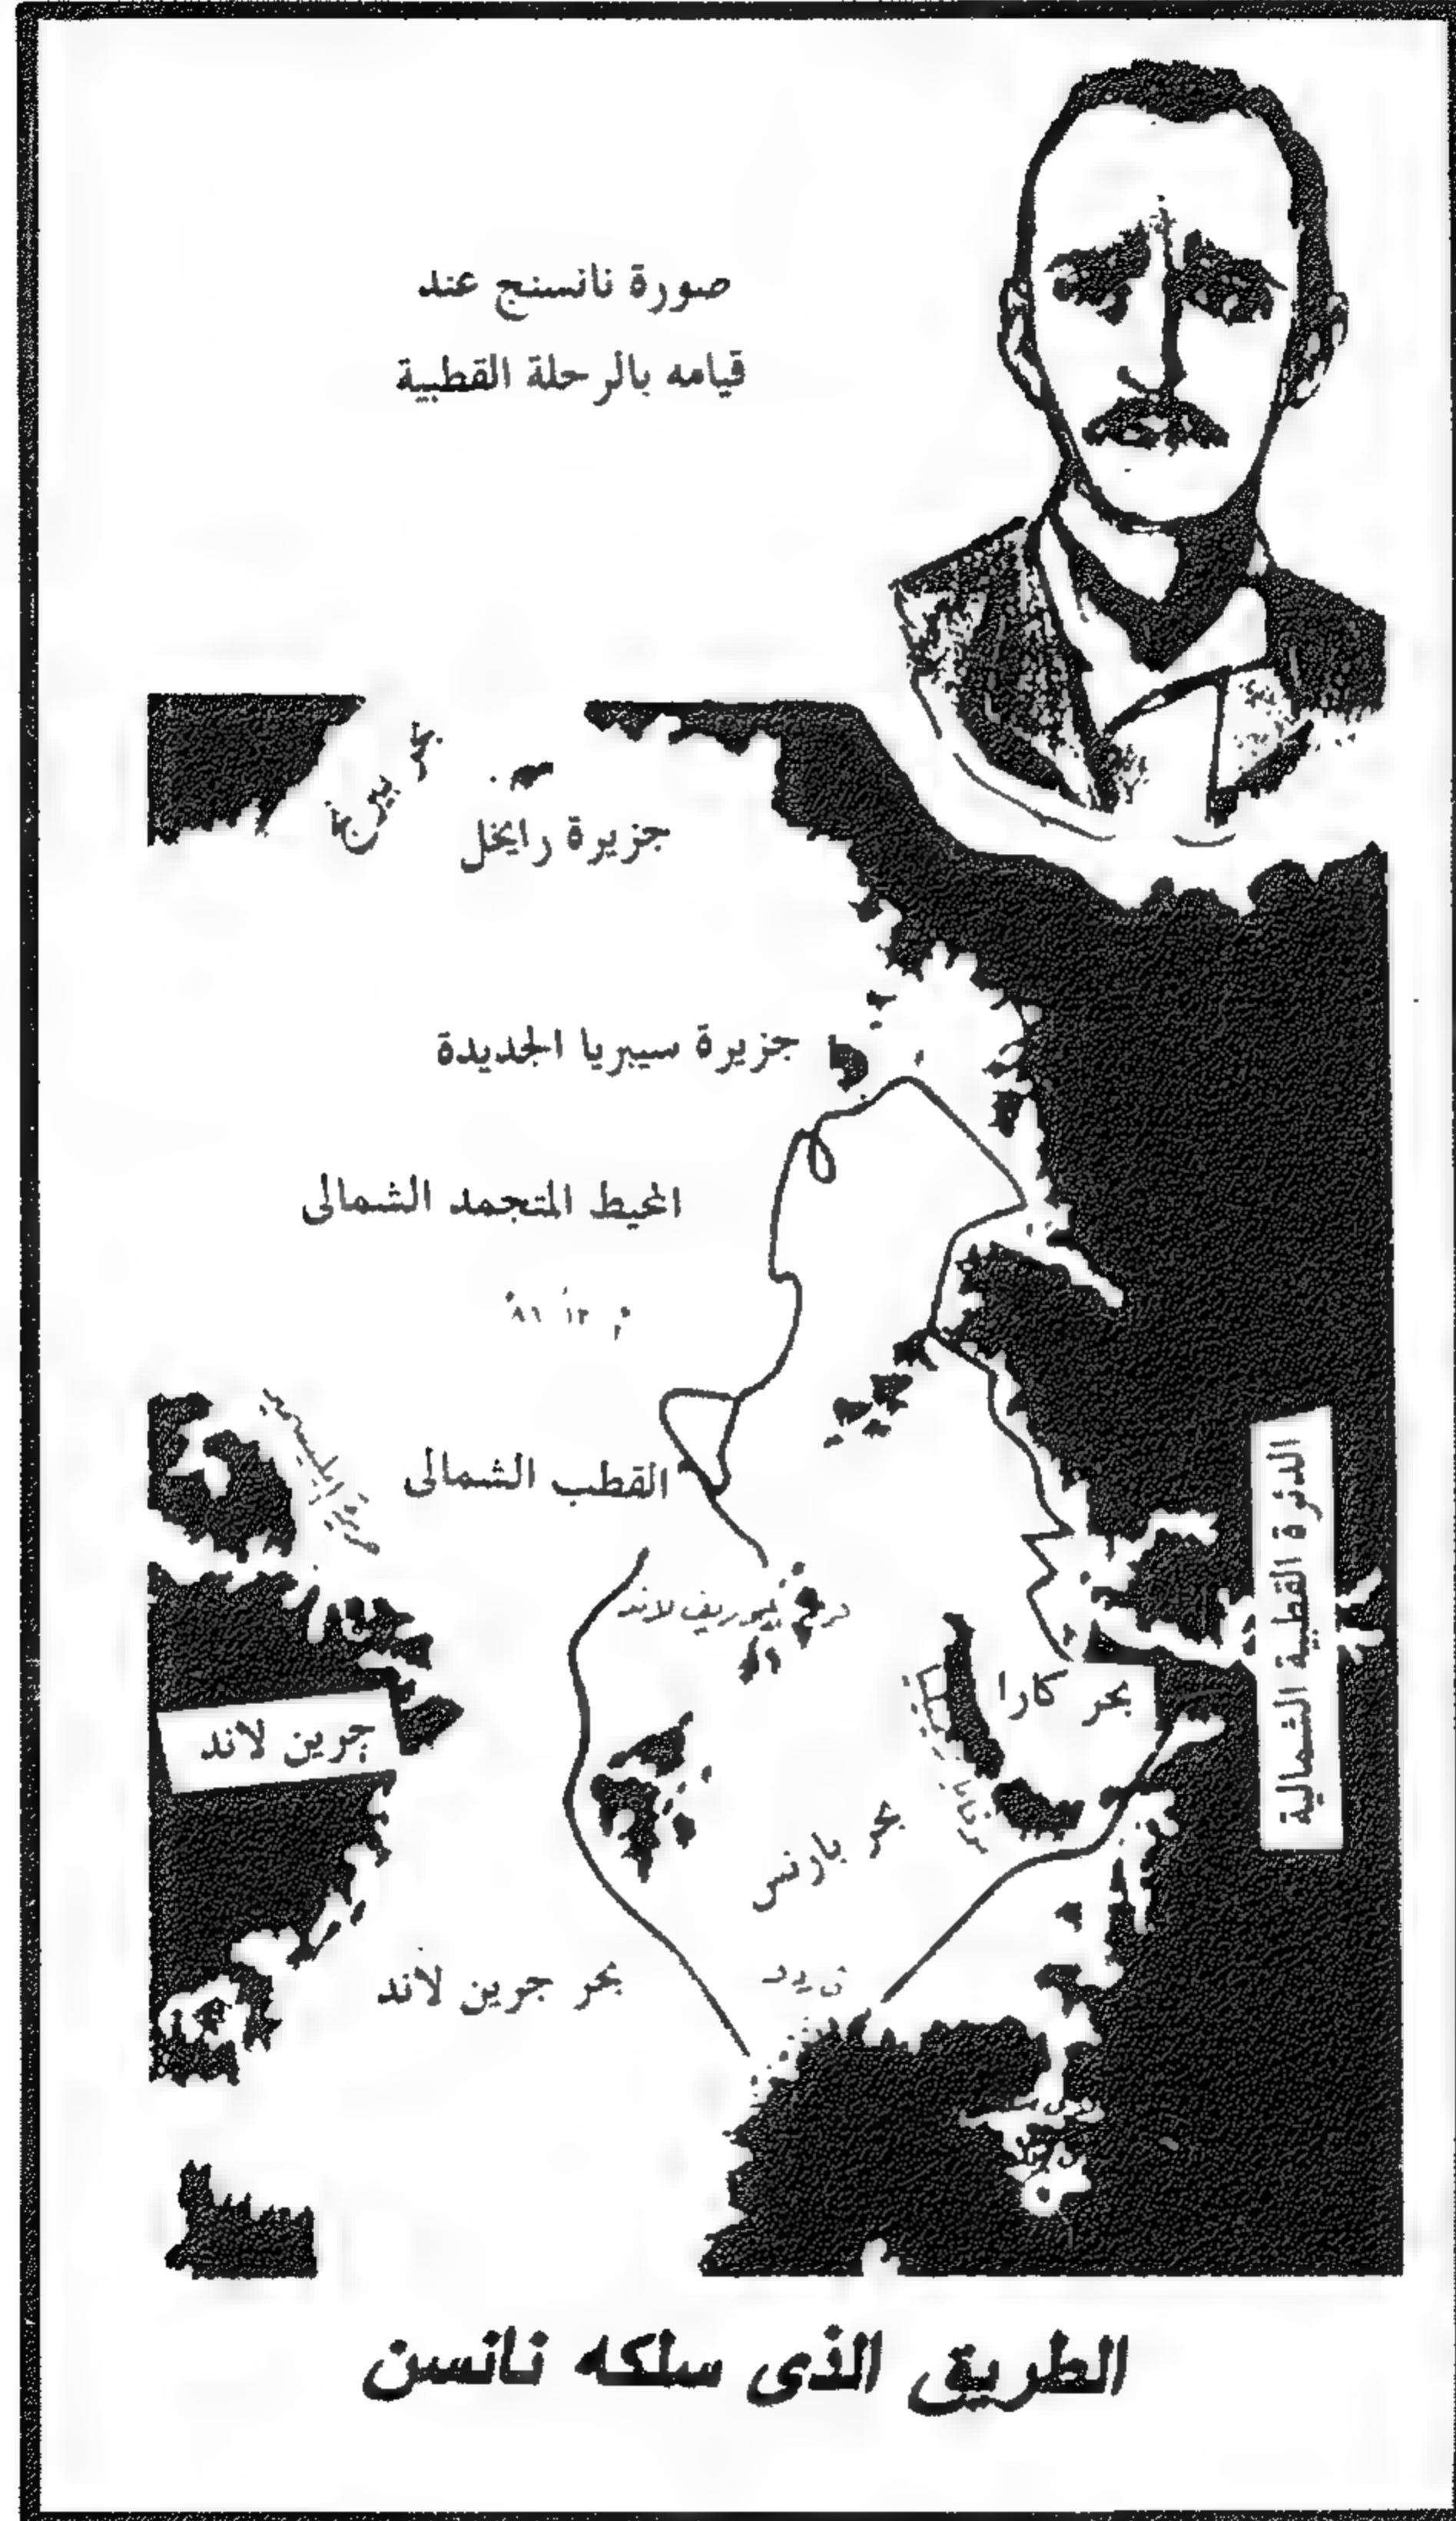 صورة نانسنج عند
قيامه بالرحلة القطبية
جزيرة رايخل
جزيرة سيبريا الجديدة
المحيط المتجمد الشمالى
القطب الشمالى
الدائرة القطبية الشمالية
بحر كارا
جرين لاند
بحر بارنس
بحر جرين لاند
الطريق الذى سلكه نانسن